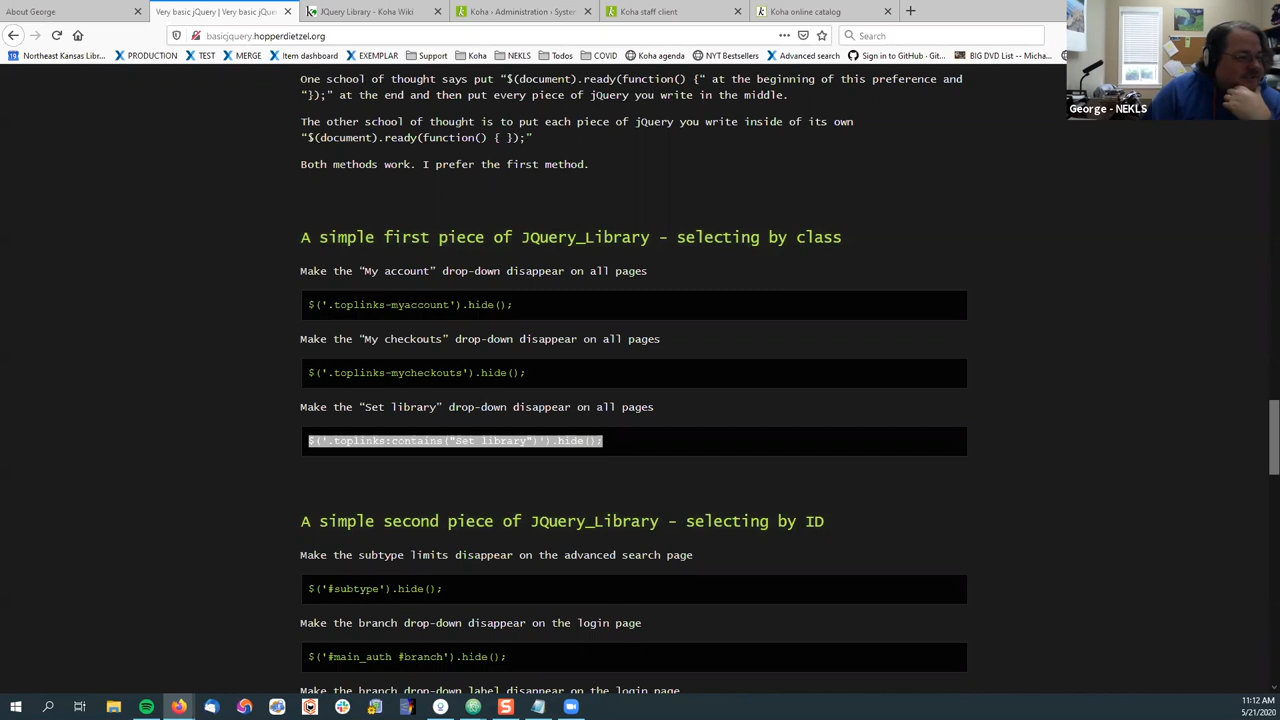 About George
Very basic jQuery | Very basic jQue
JQuery Library - Koha Wiki
Koha › Administration › System
Koha staff client
Koha online catalog
basicjquery.hopperdietzel.org
Search
Northeast Kansas Libr...
PRODUCTION
TEST
MERGE
Item dashboard
EXEMPLAR
Support
Koha
NEKLS
Todos
COVID
Koha agenda
NYT Bestsellers
Advanced search
Sign in to GitHub · Git...
BIG DVD List -- Micha...
George - NEKLS
One school of thought says put "$(document).ready(function() {" at the beginning of this preference and
"});" at the end and then put every piece of jQuery you write in the middle.
The other school of thought is to put each piece of jQuery you write inside of its own
"$(document).ready(function() { });"
Both methods work. I prefer the first method.
A simple first piece of JQuery_Library – selecting by class
Make the "My account" drop-down disappear on all pages
$('.toplinks-myaccount').hide();
Make the "My checkouts" drop-down disappear on all pages
$('.toplinks-mycheckouts').hide();
Make the "Set library" drop-down disappear on all pages
$('.toplinks:contains("Set library")').hide();
A simple second piece of JQuery_Library – selecting by ID
Make the subtype limits disappear on the advanced search page
$('#subtype').hide();
Make the branch drop-down disappear on the login page
$('#main_auth #branch').hide();
Make the branch drop-down label disappear on the login page
11:12 AM
5/21/2020